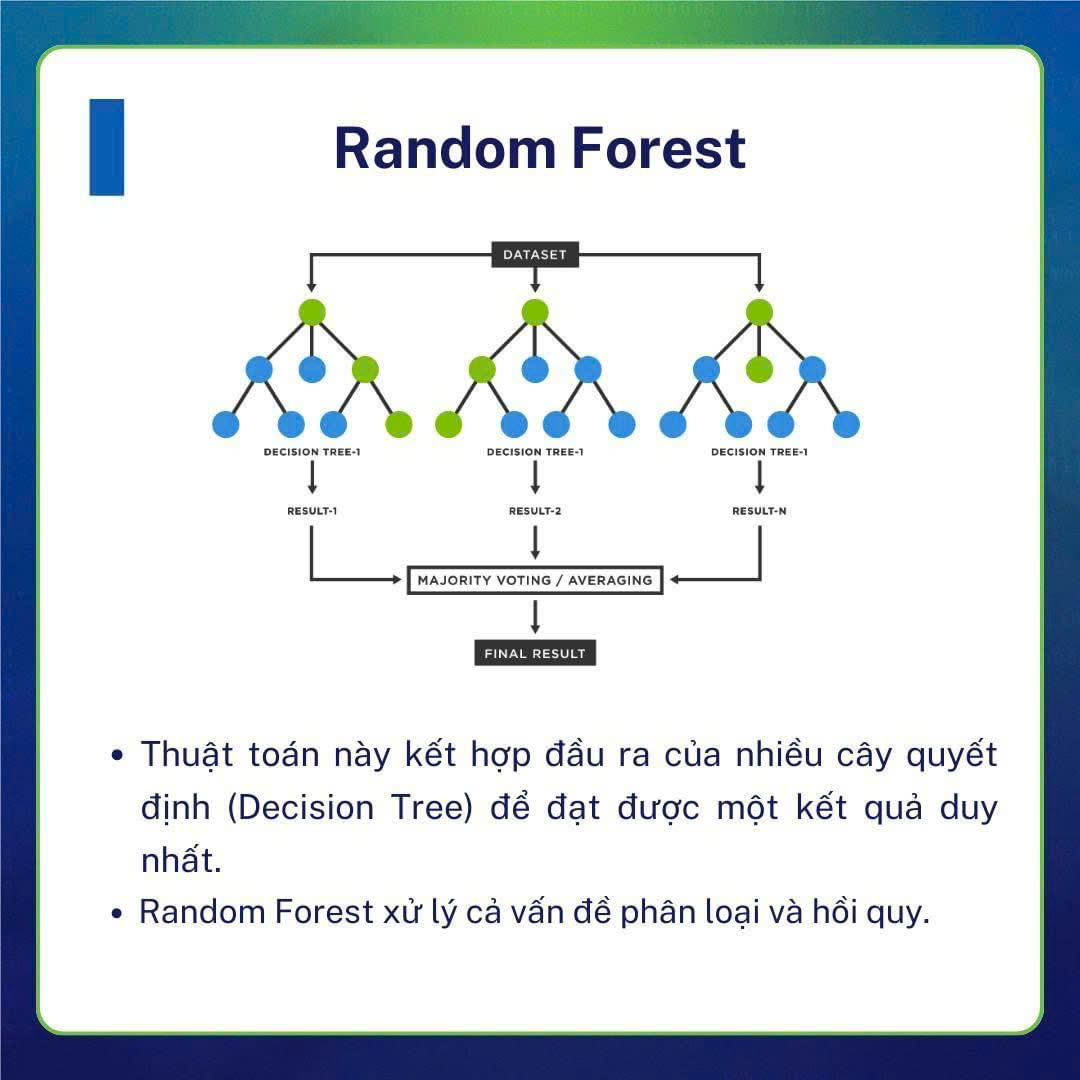 Random Forest
DATASET
DECISION TREE-1
DECISION TREE-1
DECISION TREE-1
RESULT-1
RESULT-2
RESULT-N
MAJORITY VOTING / AVERAGING
FINAL RESULT
• Thuật toán này kết hợp đầu ra của nhiều cây quyết
định (Decision Tree) để đạt được một kết quả duy
nhất.
• Random Forest xử lý cả vấn đề phân loại và hồi quy.